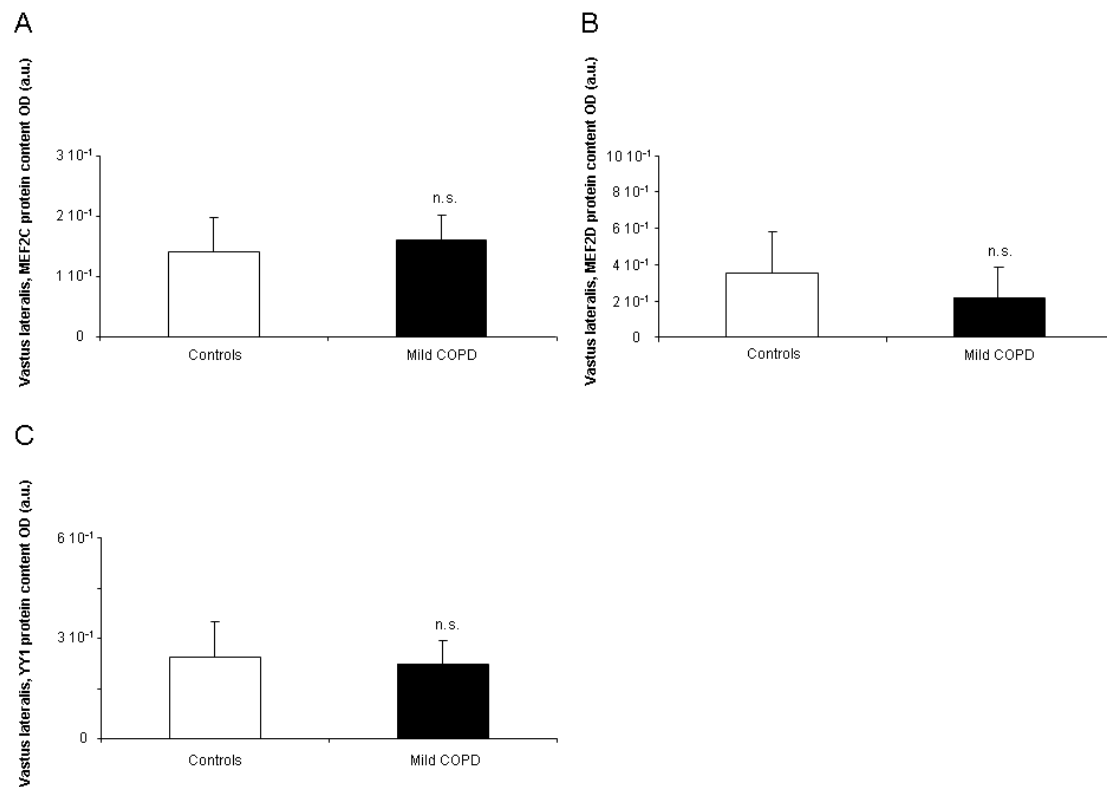 A
Vastus lateralis, MEF2C protein content OD (a.u.)
3 10⁻¹
2 10⁻¹
1 10⁻¹
0
n.s.
Controls
Mild COPD
B
Vastus lateralis, MEF2D protein content OD (a.u.)
10 10⁻¹
8 10⁻¹
6 10⁻¹
4 10⁻¹
2 10⁻¹
0
n.s.
Controls
Mild COPD
C
Vastus lateralis, YY1 protein content OD (a.u.)
6 10⁻¹
3 10⁻¹
0
n.s.
Controls
Mild COPD